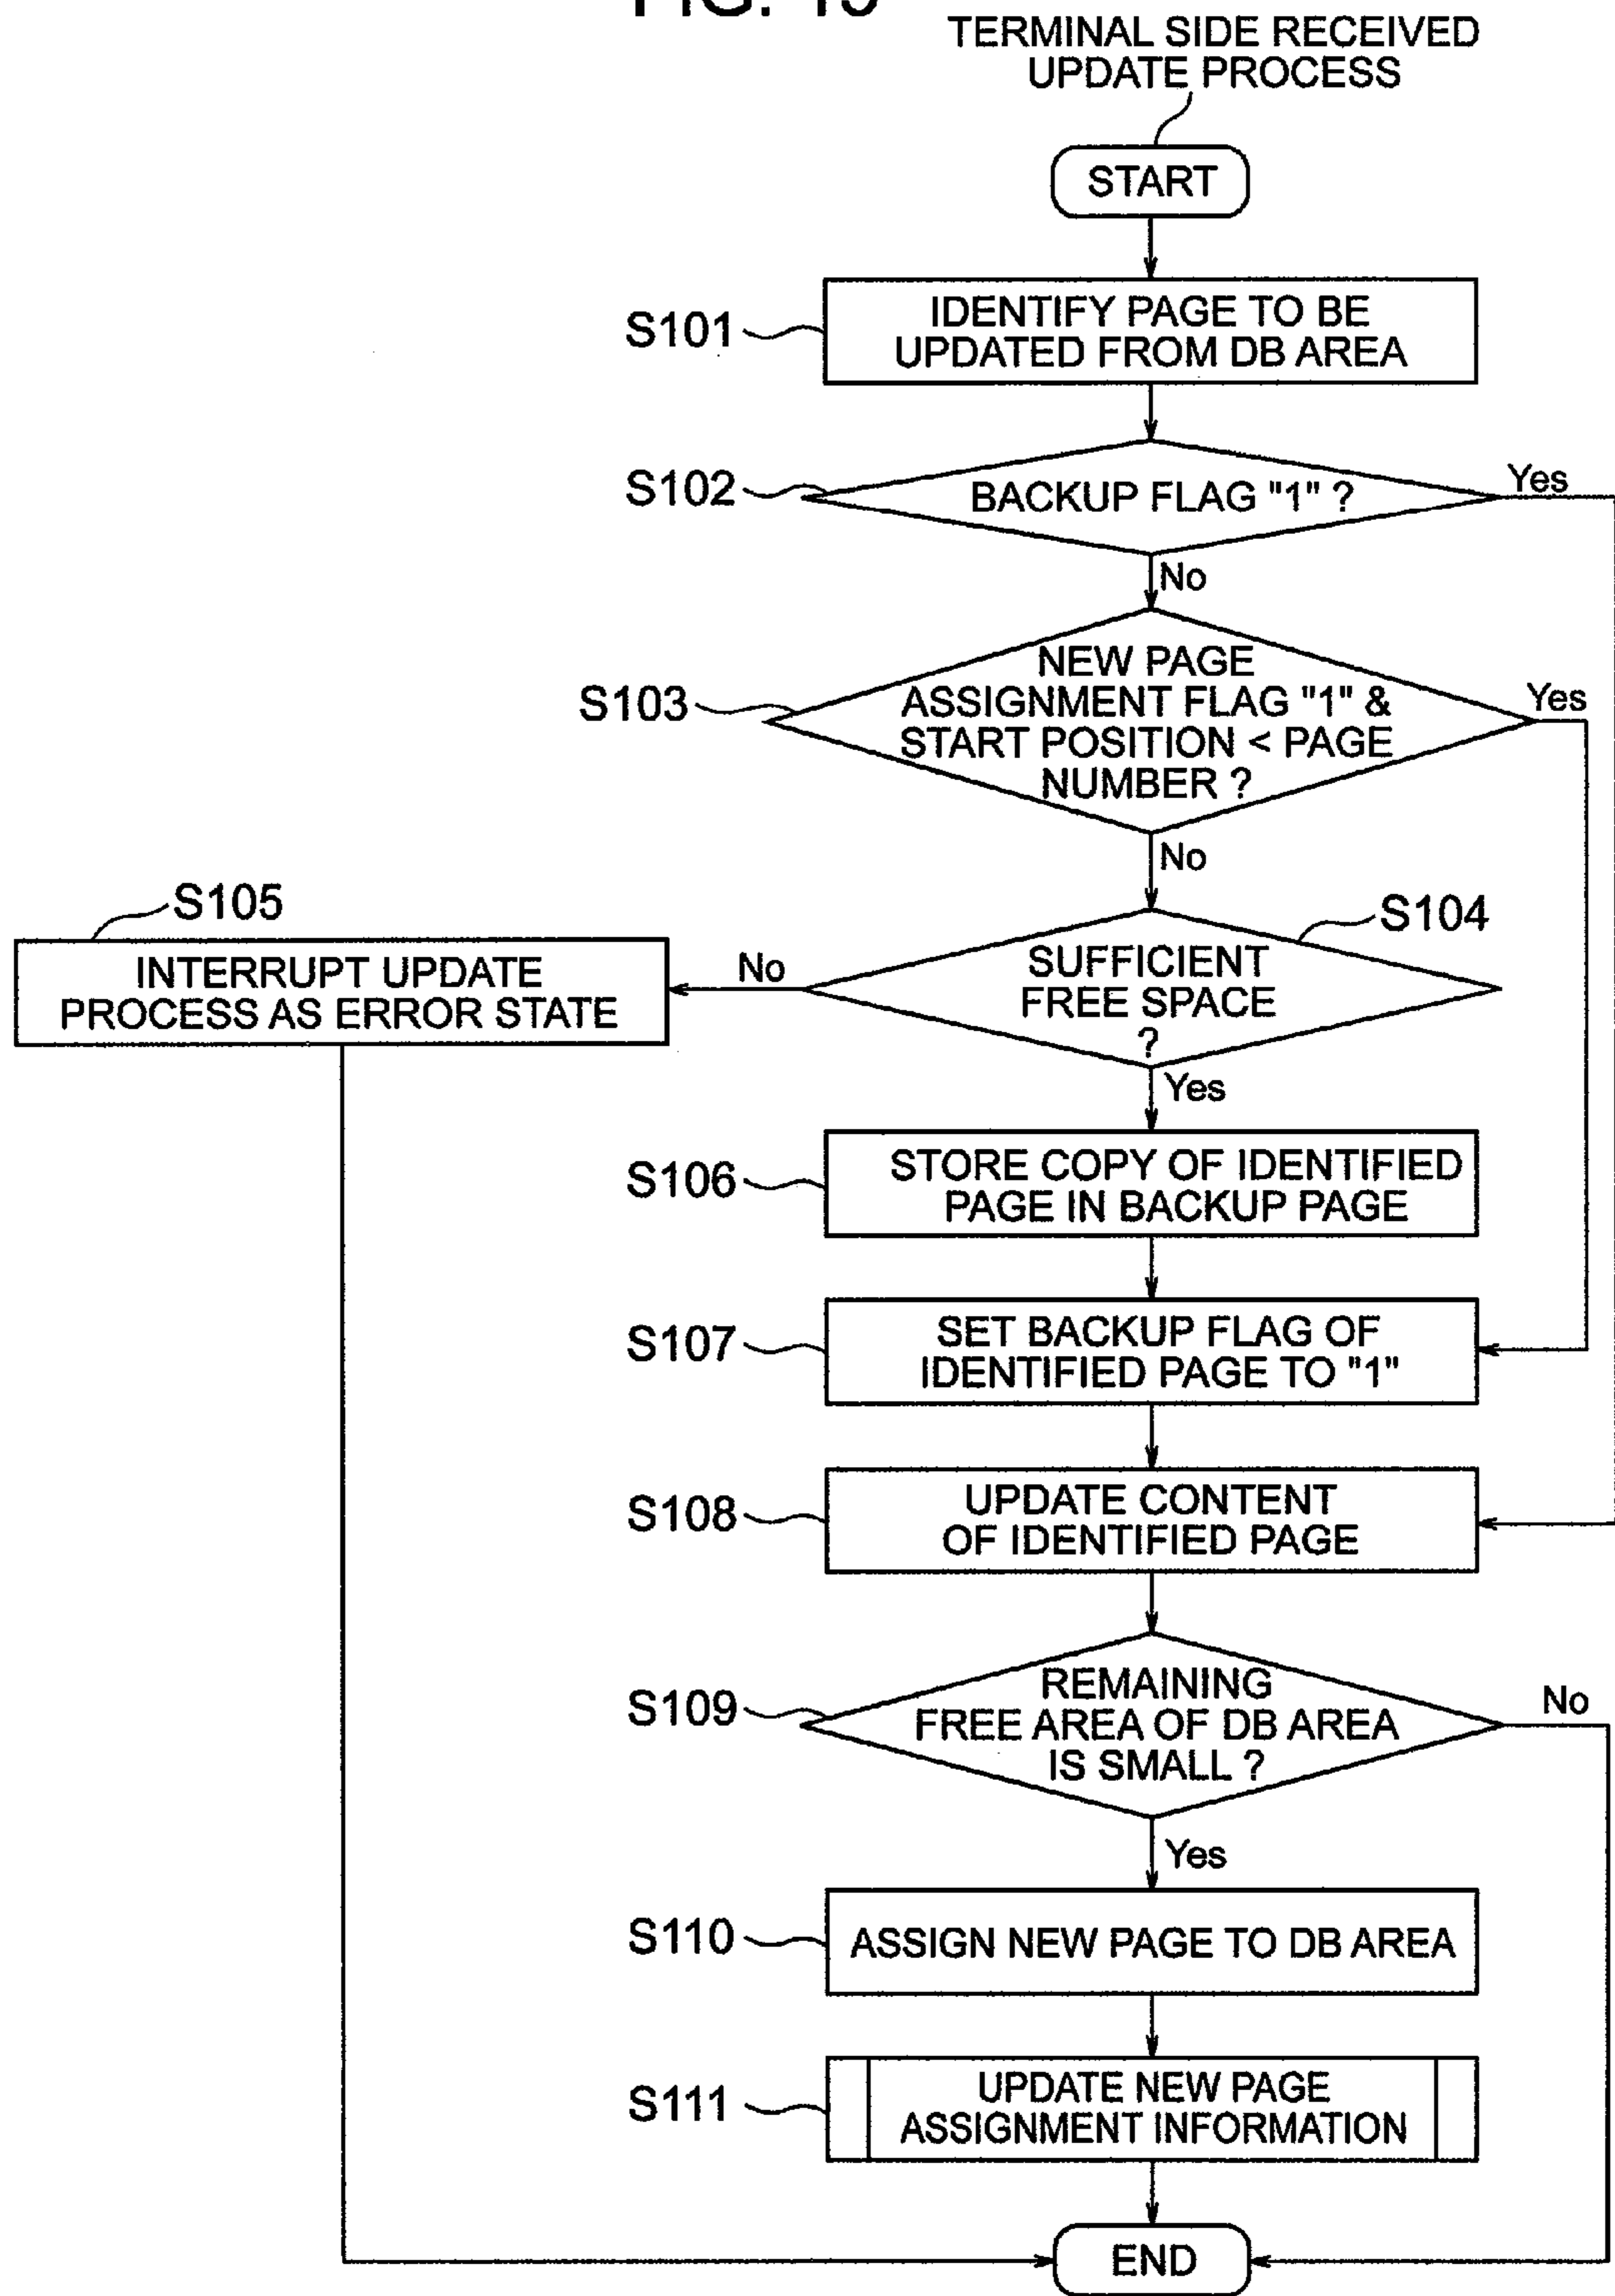 TERMINAL SIDE RECEIVED
UPDATE PROCESS
START
S101
IDENTIFY PAGE TO BE
UPDATED FROM DB AREA
S102
BACKUP FLAG "1" ?
Yes
No
S103
NEW PAGE
ASSIGNMENT FLAG "1" &
START POSITION < PAGE
NUMBER ?
Yes
No
S105
INTERRUPT UPDATE
PROCESS AS ERROR STATE
No
S104
SUFFICIENT
FREE SPACE
?
Yes
S106
STORE COPY OF IDENTIFIED
PAGE IN BACKUP PAGE
S107
SET BACKUP FLAG OF
IDENTIFIED PAGE TO "1"
S108
UPDATE CONTENT
OF IDENTIFIED PAGE
S109
REMAINING
FREE AREA OF DB AREA
IS SMALL ?
No
Yes
S110
ASSIGN NEW PAGE TO DB AREA
S111
UPDATE NEW PAGE
ASSIGNMENT INFORMATION
END